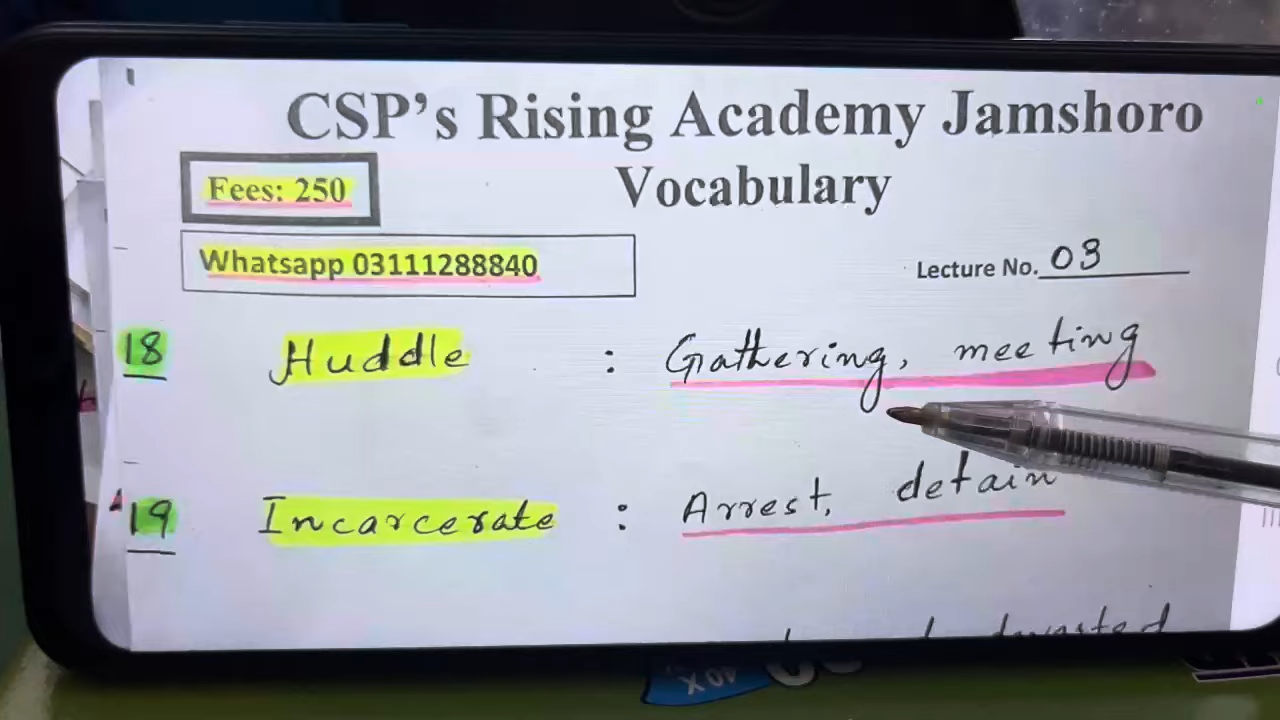 CSP's Rising Academy Jamshoro
Vocabulary
Fees: 250
Whatsapp 03111288840
Lecture No. 03
18 Huddle : Gathering, meeting
19 Incarcerate : Arrest, detain
40X